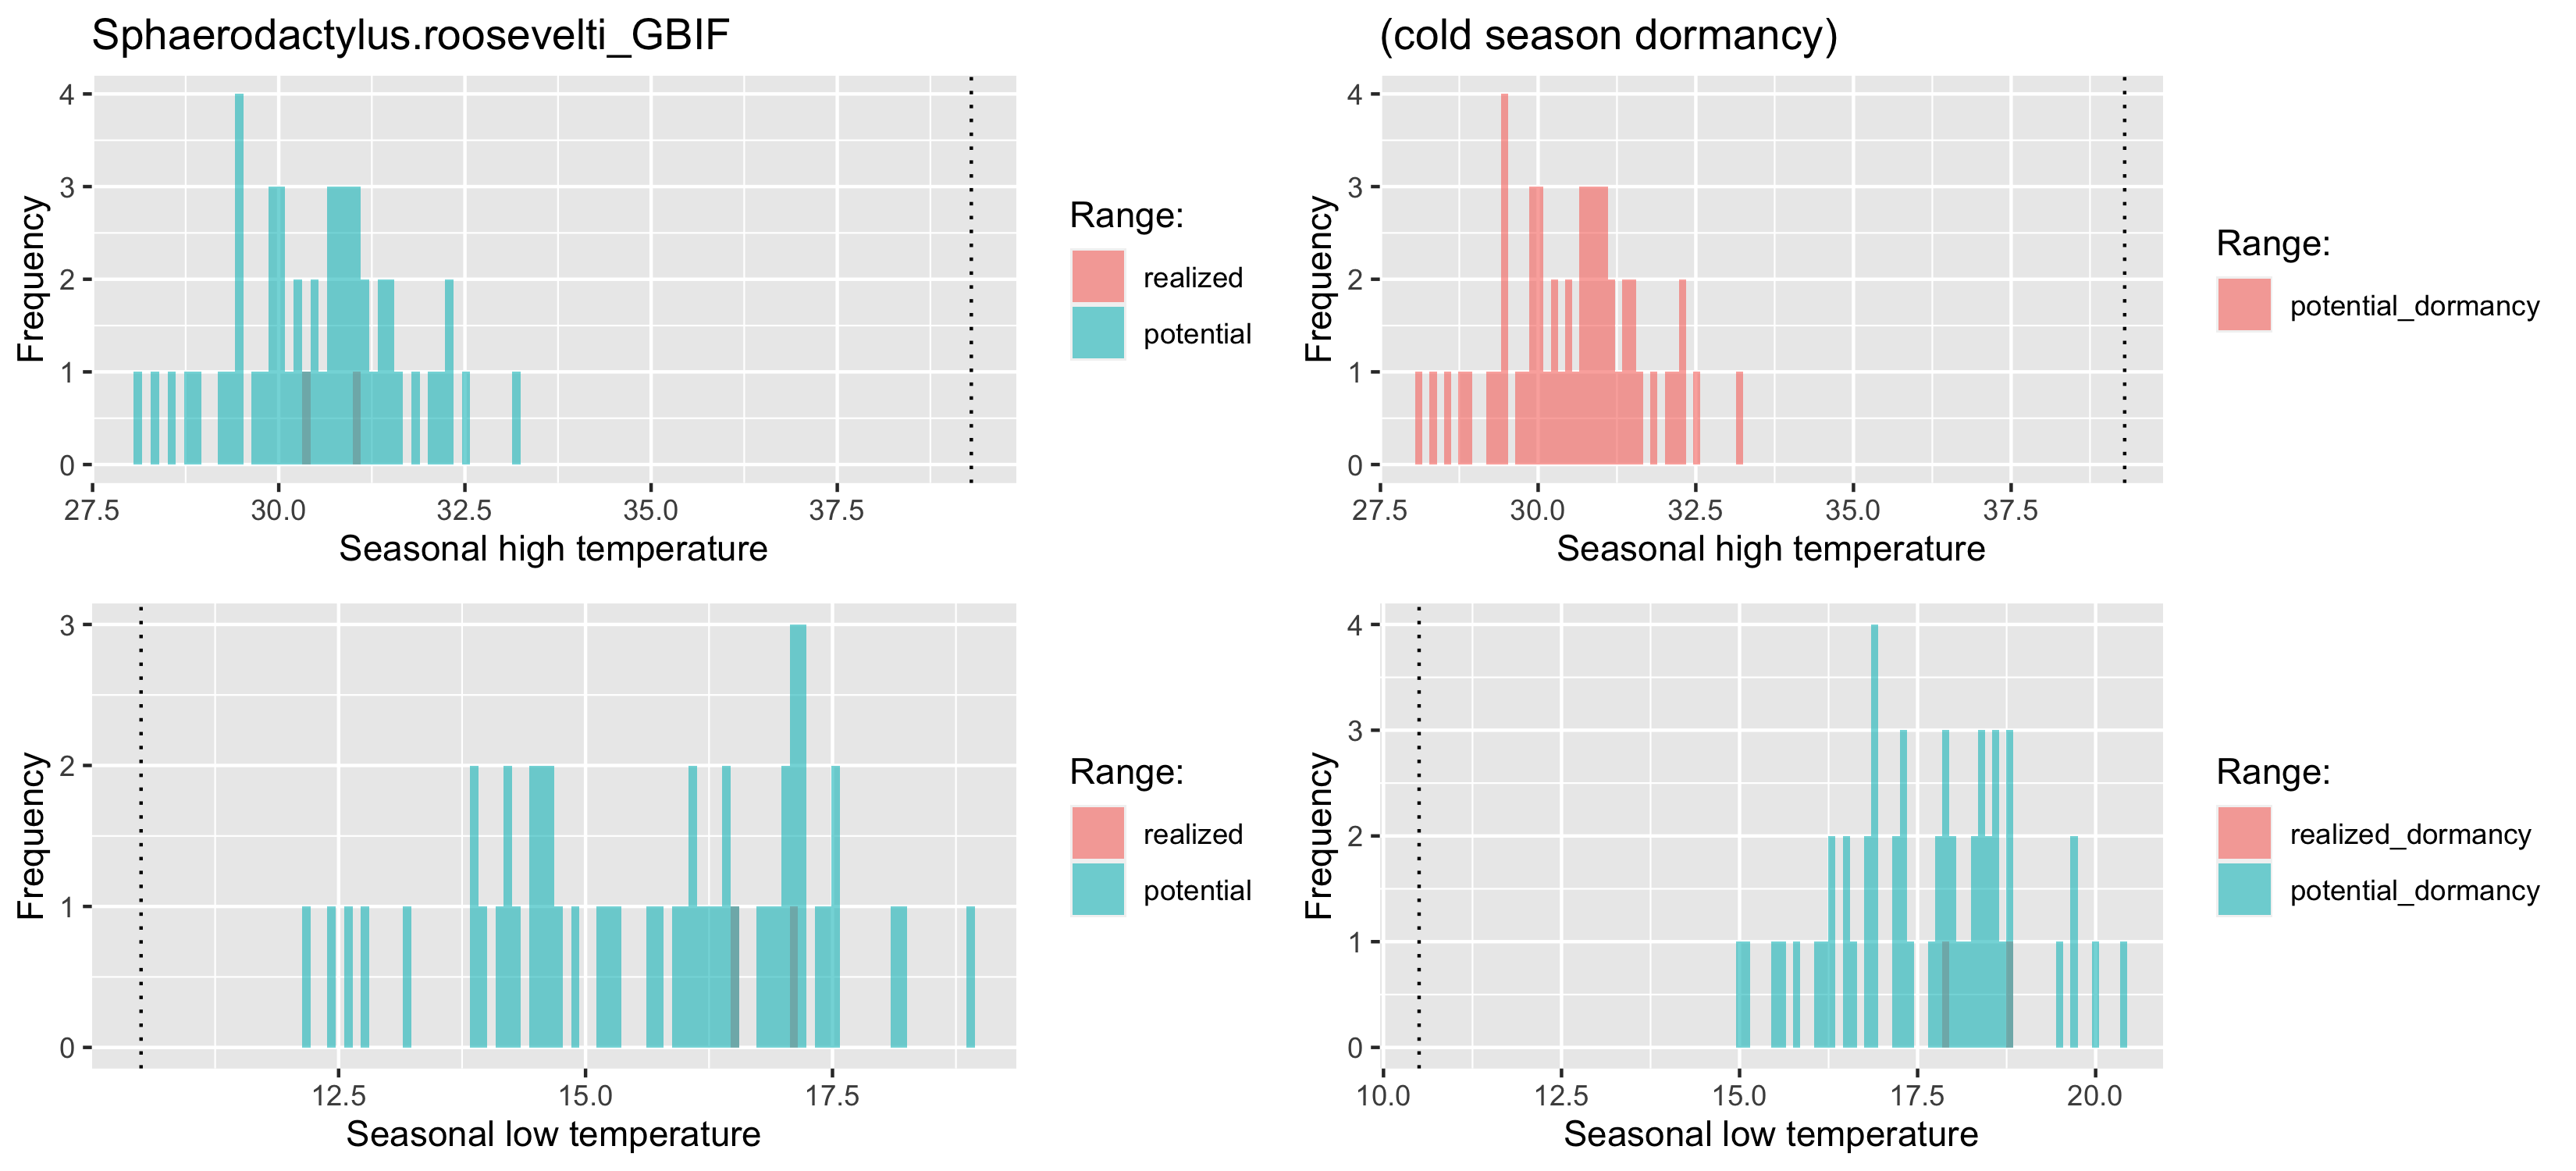 Sphaerodactylus.roosevelti_GBIF
4
3
2
1
0
Frequency
27.5 30.0 32.5 35.0 37.5
Seasonal high temperature
Range:
realized
potential
(cold season dormancy)
4
3
2
1
0
Frequency
27.5 30.0 32.5 35.0 37.5
Seasonal high temperature
Range:
potential_dormancy
3
2
1
0
Frequency
12.5 15.0 17.5
Seasonal low temperature
Range:
realized
potential
4
3
2
1
0
Frequency
10.0 12.5 15.0 17.5 20.0
Seasonal low temperature
Range:
realized_dormancy
potential_dormancy